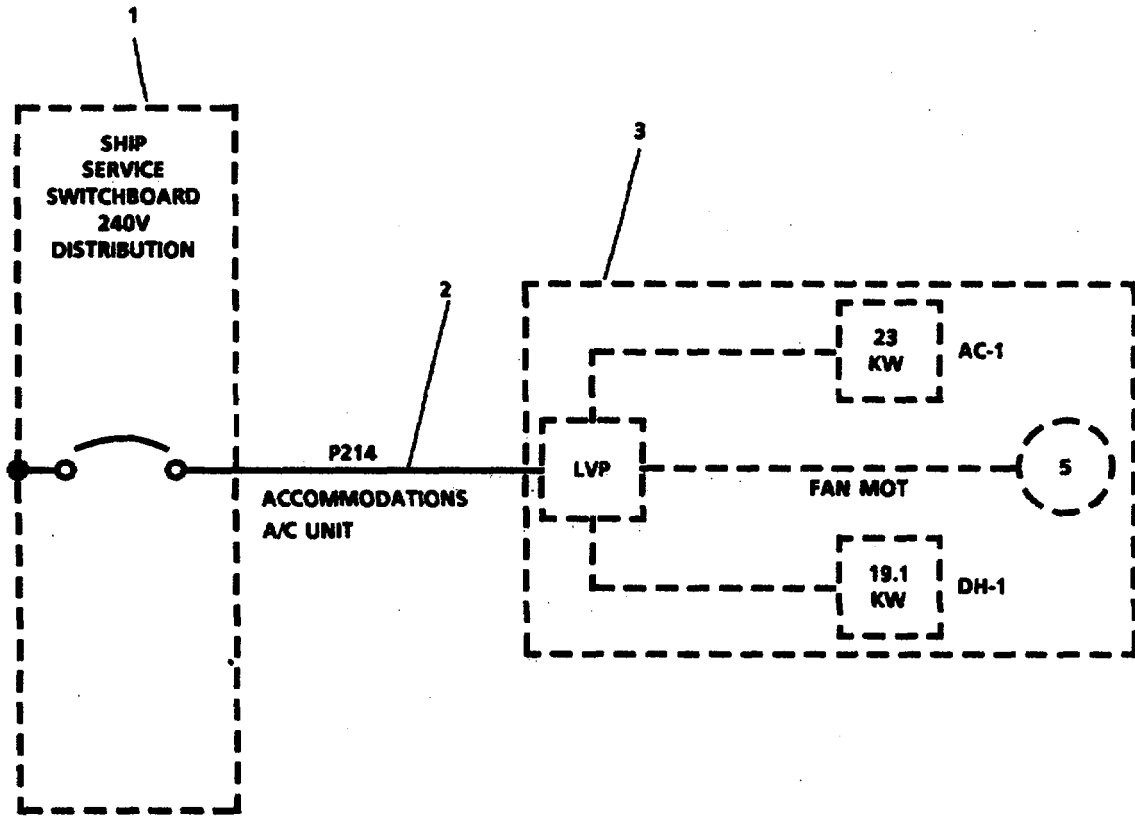 1
SHIP
SERVICE
SWITCHBOARD
240V
DISTRIBUTION
3
2
23
KW
AC-1
P214
LVP
FAN MOT
5
ACCOMMODATIONS
A/C UNIT
19.1
KW
DH-1